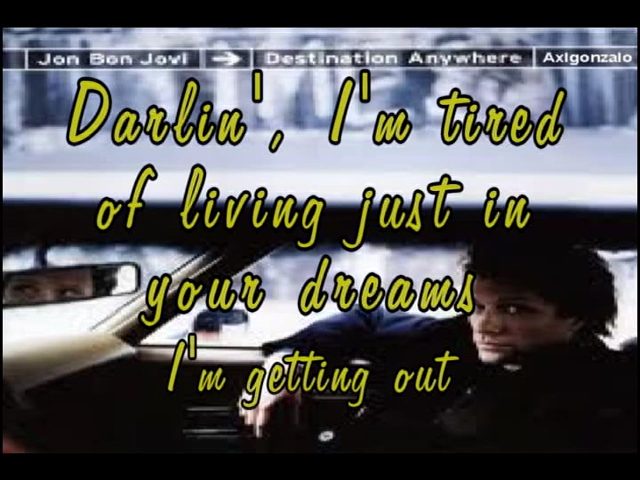 Jon Bon Jovi → Destination Anywhere Axlgonzalo
Darlin', I'm tired
of living just in
your dreams
I'm getting out